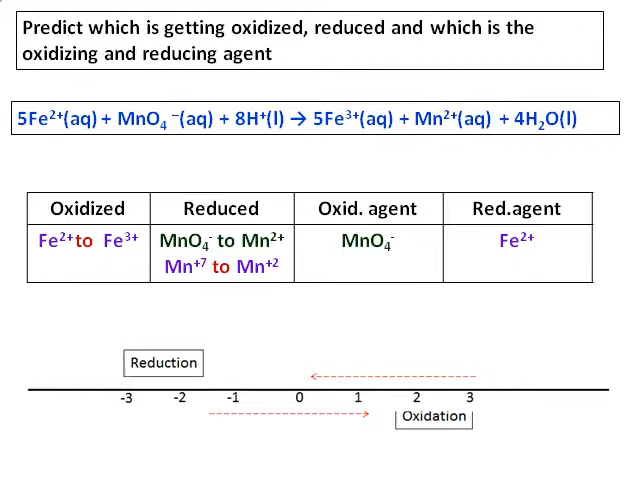 Predict which is getting oxidized, reduced and which is the
oxidizing and reducing agent
5Fe²⁺(aq) + MnO₄ ⁻(aq) + 8H⁺(l) → 5Fe³⁺(aq) + Mn²⁺(aq) + 4H₂O(l)
Oxidized Reduced Oxid. agent Red.agent
Fe²⁺to Fe³⁺ MnO₄⁻ to Mn²⁺ MnO₄⁻ Fe²⁺
Mn⁺⁷ to Mn⁺²
Reduction
-3 -2 -1 0 1 2 3
Oxidation